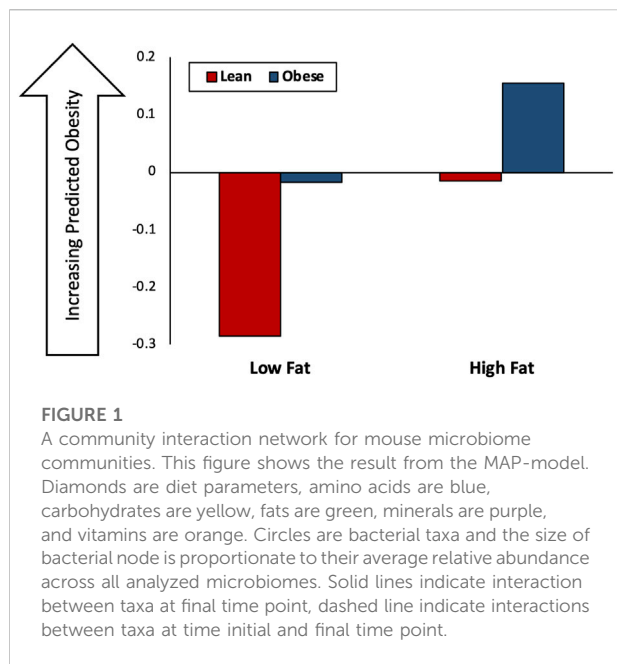 Increasing Predicted Obesity
0.2
0.1
0
-0.1
-0.2
-0.3
Lean
Obese
Low Fat
High Fat
FIGURE 1
A community interaction network for mouse microbiome
communities. This figure shows the result from the MAP-model.
Diamonds are diet parameters, amino acids are blue,
carbohydrates are yellow, fats are green, minerals are purple,
and vitamins are orange. Circles are bacterial taxa and the size of
bacterial node is proportionate to their average relative abundance
across all analyzed microbiomes. Solid lines indicate interaction
between taxa at final time point, dashed line indicate interactions
between taxa at time initial and final time point.